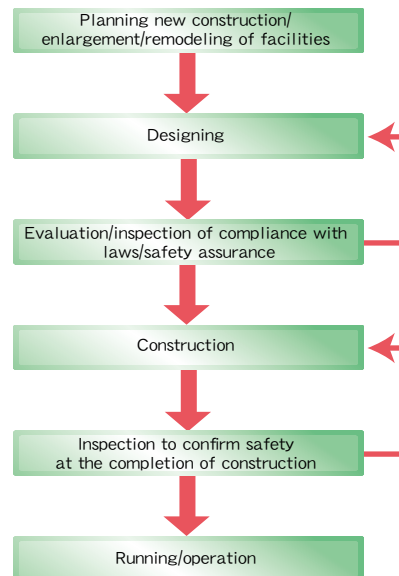 Planning new construction/
enlargement/remodeling of facilities
Designing
Evaluation/inspection of compliance with
laws/safety assurance
Construction
Inspection to confirm safety
at the completion of construction
Running/operation